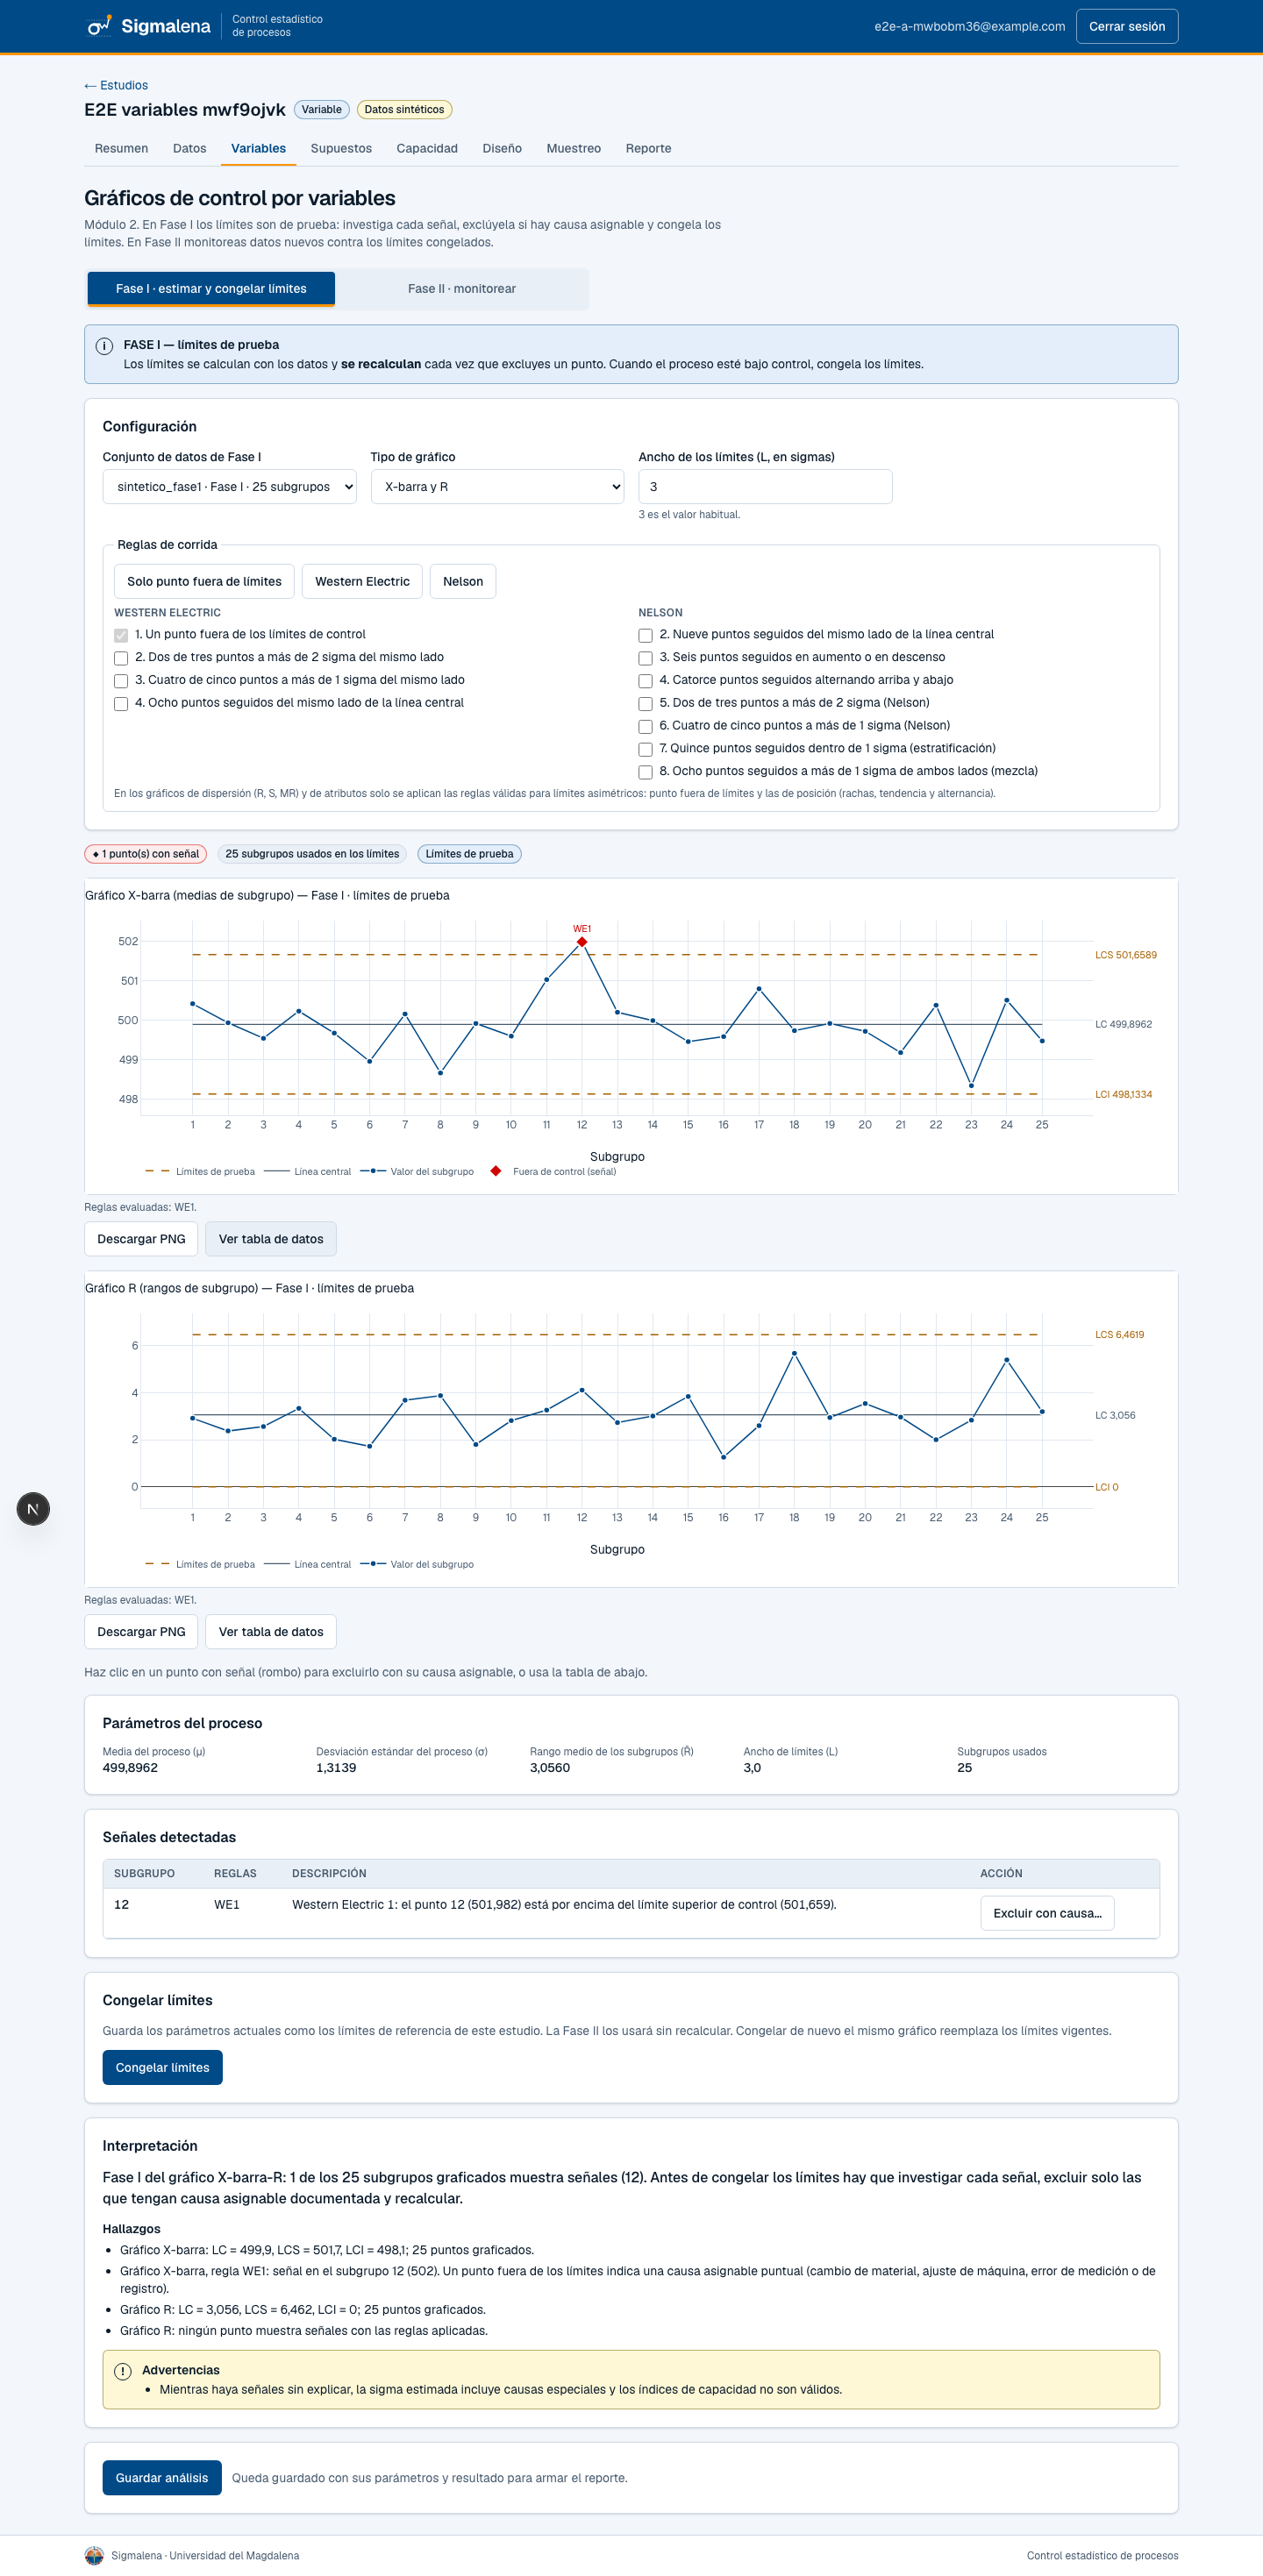 Sigmalena
Control estadístico
de procesos
e2e-a-mwbobm36@example.com
Cerrar sesión
← Estudios
E2E variables mwf9ojvk
Variable
Datos sintéticos
Resumen
Datos
Variables
Supuestos
Capacidad
Diseño
Muestreo
Reporte
Gráficos de control por variables
Módulo 2. En Fase I los límites son de prueba: investiga cada señal, exclúyela si hay causa asignable y congela los
límites. En Fase II monitoreas datos nuevos contra los límites congelados.
Fase I · estimar y congelar límites
Fase II · monitorear
FASE I — límites de prueba
Los límites se calculan con los datos y se recalculan cada vez que excluyes un punto. Cuando el proceso esté bajo control, congela los límites.
Configuración
Conjunto de datos de Fase I
Tipo de gráfico
Ancho de los límites (L, en sigmas)
sintetico_fase1 · Fase I · 25 subgrupos
X-barra y R
3
3 es el valor habitual.
Reglas de corrida
Solo punto fuera de límites
Western Electric
Nelson
WESTERN ELECTRIC
1. Un punto fuera de los límites de control
2. Dos de tres puntos a más de 2 sigma del mismo lado
3. Cuatro de cinco puntos a más de 1 sigma del mismo lado
4. Ocho puntos seguidos del mismo lado de la línea central
NELSON
2. Nueve puntos seguidos del mismo lado de la línea central
3. Seis puntos seguidos en aumento o en descenso
4. Catorce puntos seguidos alternando arriba y abajo
5. Dos de tres puntos a más de 2 sigma (Nelson)
6. Cuatro de cinco puntos a más de 1 sigma (Nelson)
7. Quince puntos seguidos dentro de 1 sigma (estratificación)
8. Ocho puntos seguidos a más de 1 sigma de ambos lados (mezcla)
En los gráficos de dispersión (R, S, MR) y de atributos solo se aplican las reglas válidas para límites asimétricos: punto fuera de límites y las de posición (rachas, tendencia y alternancia).
◆ 1 punto(s) con señal
25 subgrupos usados en los límites
Límites de prueba
Gráfico X-barra (medias de subgrupo) — Fase I · límites de prueba
WE1
502
501
500
499
498
LCS 501,6589
LC 499,8962
LCI 498,1334
1 2 3 4 5 6 7 8 9 10 11 12 13 14 15 16 17 18 19 20 21 22 23 24 25
Subgrupo
Límites de prueba
Línea central
Valor del subgrupo
Fuera de control (señal)
Reglas evaluadas: WE1.
Descargar PNG
Ver tabla de datos
Gráfico R (rangos de subgrupo) — Fase I · límites de prueba
6
4
2
0
LCS 6,4619
LC 3,056
LCI 0
1 2 3 4 5 6 7 8 9 10 11 12 13 14 15 16 17 18 19 20 21 22 23 24 25
Subgrupo
Límites de prueba
Línea central
Valor del subgrupo
Reglas evaluadas: WE1.
Descargar PNG
Ver tabla de datos
Haz clic en un punto con señal (rombo) para excluirlo con su causa asignable, o usa la tabla de abajo.
Parámetros del proceso
Media del proceso (μ)
499,8962
Desviación estándar del proceso (σ)
1,3139
Rango medio de los subgrupos (R̄)
3,0560
Ancho de límites (L)
3,0
Subgrupos usados
25
Señales detectadas
SUBGRUPO
REGLAS
DESCRIPCIÓN
ACCIÓN
12
WE1
Western Electric 1: el punto 12 (501,982) está por encima del límite superior de control (501,659).
Excluir con causa…
Congelar límites
Guarda los parámetros actuales como los límites de referencia de este estudio. La Fase II los usará sin recalcular. Congelar de nuevo el mismo gráfico reemplaza los límites vigentes.
Congelar límites
Interpretación
Fase I del gráfico X-barra-R: 1 de los 25 subgrupos graficados muestra señales (12). Antes de congelar los límites hay que investigar cada señal, excluir solo las
que tengan causa asignable documentada y recalcular.
Hallazgos
• Gráfico X-barra: LC = 499,9, LCS = 501,7, LCI = 498,1; 25 puntos graficados.
• Gráfico X-barra, regla WE1: señal en el subgrupo 12 (502). Un punto fuera de los límites indica una causa asignable puntual (cambio de material, ajuste de máquina, error de medición o de
registro).
• Gráfico R: LC = 3,056, LCS = 6,462, LCI = 0; 25 puntos graficados.
• Gráfico R: ningún punto muestra señales con las reglas aplicadas.
Advertencias
• Mientras haya señales sin explicar, la sigma estimada incluye causas especiales y los índices de capacidad no son válidos.
Guardar análisis
Queda guardado con sus parámetros y resultado para armar el reporte.
Sigmalena · Universidad del Magdalena
Control estadístico de procesos